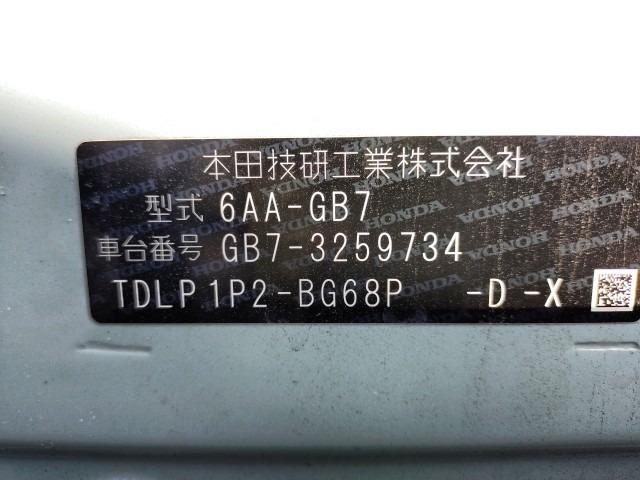 本田技研工業株式会社
型式 6AA-GB7
車台番号 GB7-3259734
TDLP1P2-BG68P -D -X